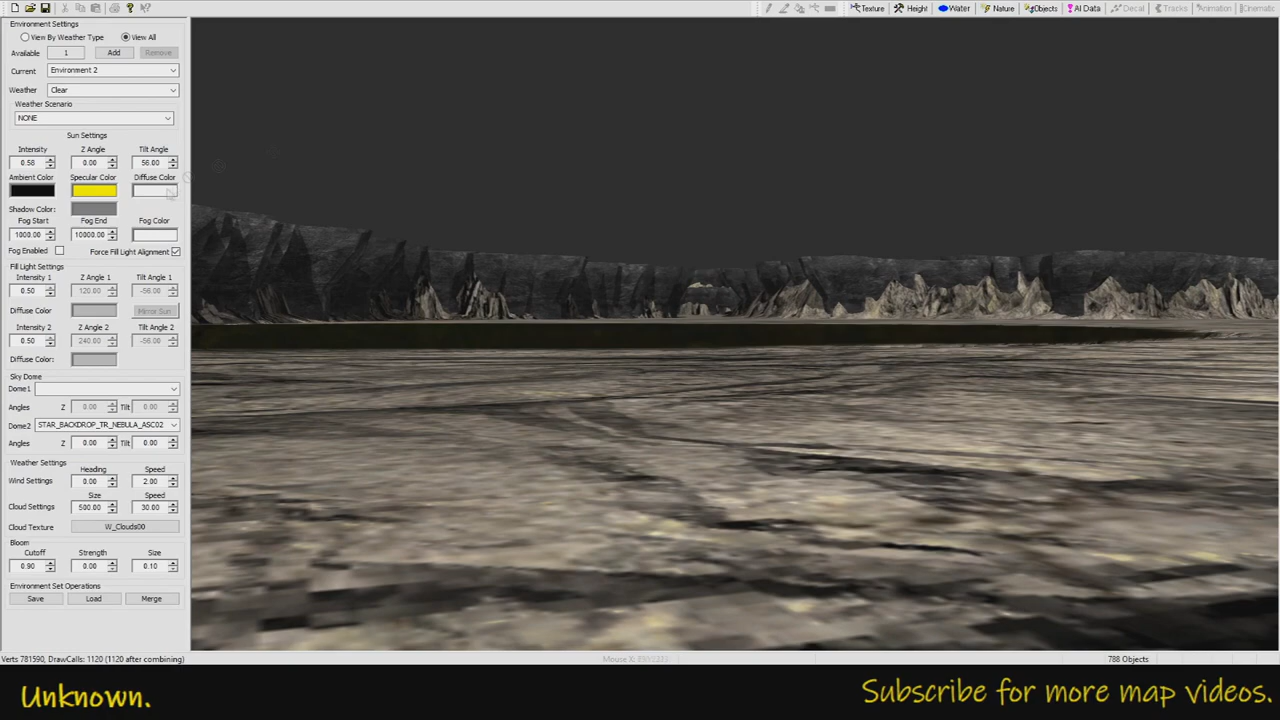 Texture Height Water Nature Objects AI Data Decal Tracks Animation Cinematic
Environment Settings
View By Weather Type View All
Available 1 Add Remove
Current Environment 2
Weather Clear
Weather Scenario
NONE
Sun Settings
Intensity Z Angle Tilt Angle
0.58 0.00 56.00
Ambient Color Specular Color Diffuse Color
Shadow Color:
Fog Start Fog End Fog Color
1000.00 10000.00
Fog Enabled Force Fill Light Alignment
Fill Light Settings
Intensity 1 Z Angle 1 Tilt Angle 1
0.50 120.00 -56.00
Diffuse Color: Mirror Sun
Intensity 2 Z Angle 2 Tilt Angle 2
0.50 240.00 -56.00
Diffuse Color:
Sky Dome
Dome1
Angles Z 0.00 Tilt 0.00
Dome2 STAR_BACKDROP_TR_NEBULA_ASC02
Angles Z 0.00 Tilt 0.00
Weather Settings
Heading Speed
Wind Settings 0.00 2.00
Size Speed
Cloud Settings 500.00 30.00
Cloud Texture W_Clouds00
Bloom
Cutoff Strength Size
0.90 0.00 0.10
Environment Set Operations
Save Load Merge
Verts 781590, DrawCalls: 1120 (1120 after combining) Mouse X: 788 Objects
Unknown. Subscribe for more map videos.